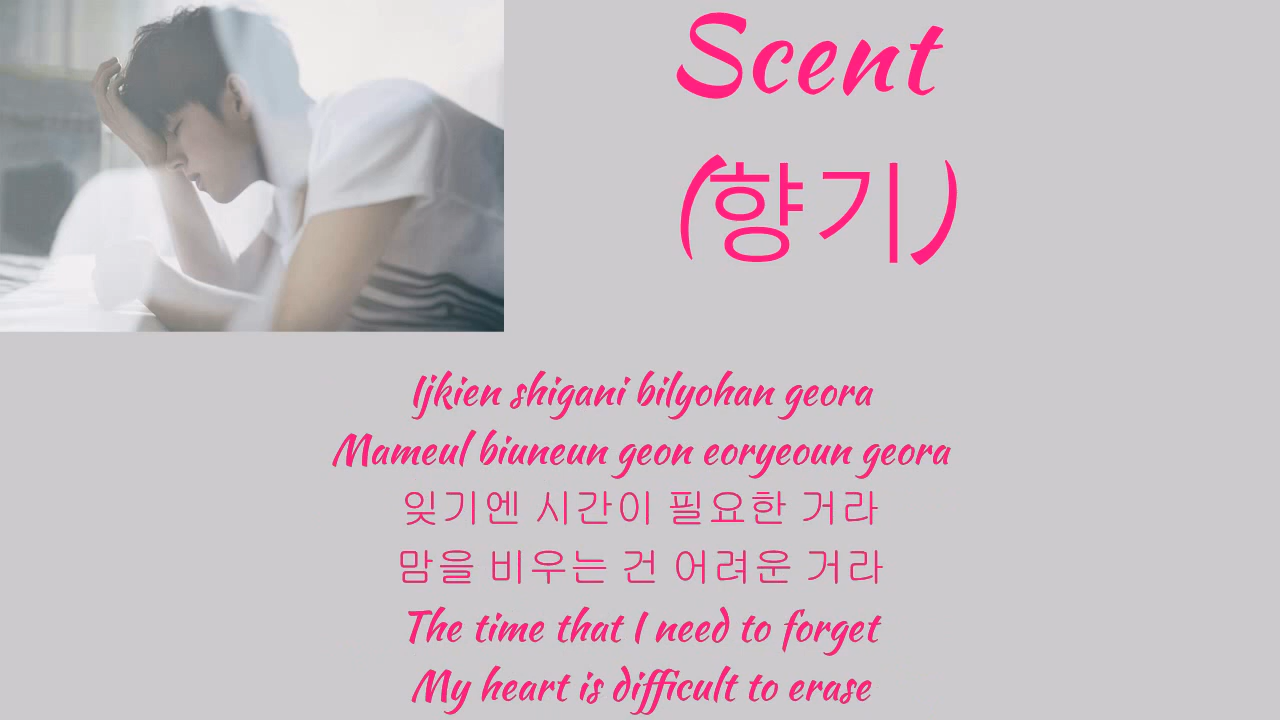 Scent
(향기)
Ijkien shigani bilyohan geora
Mameul biuneun geon eoryeoun geora
잊기엔 시간이 필요한 거라
맘을 비우는 건 어려운 거라
The time that I need to forget
My heart is difficult to erase